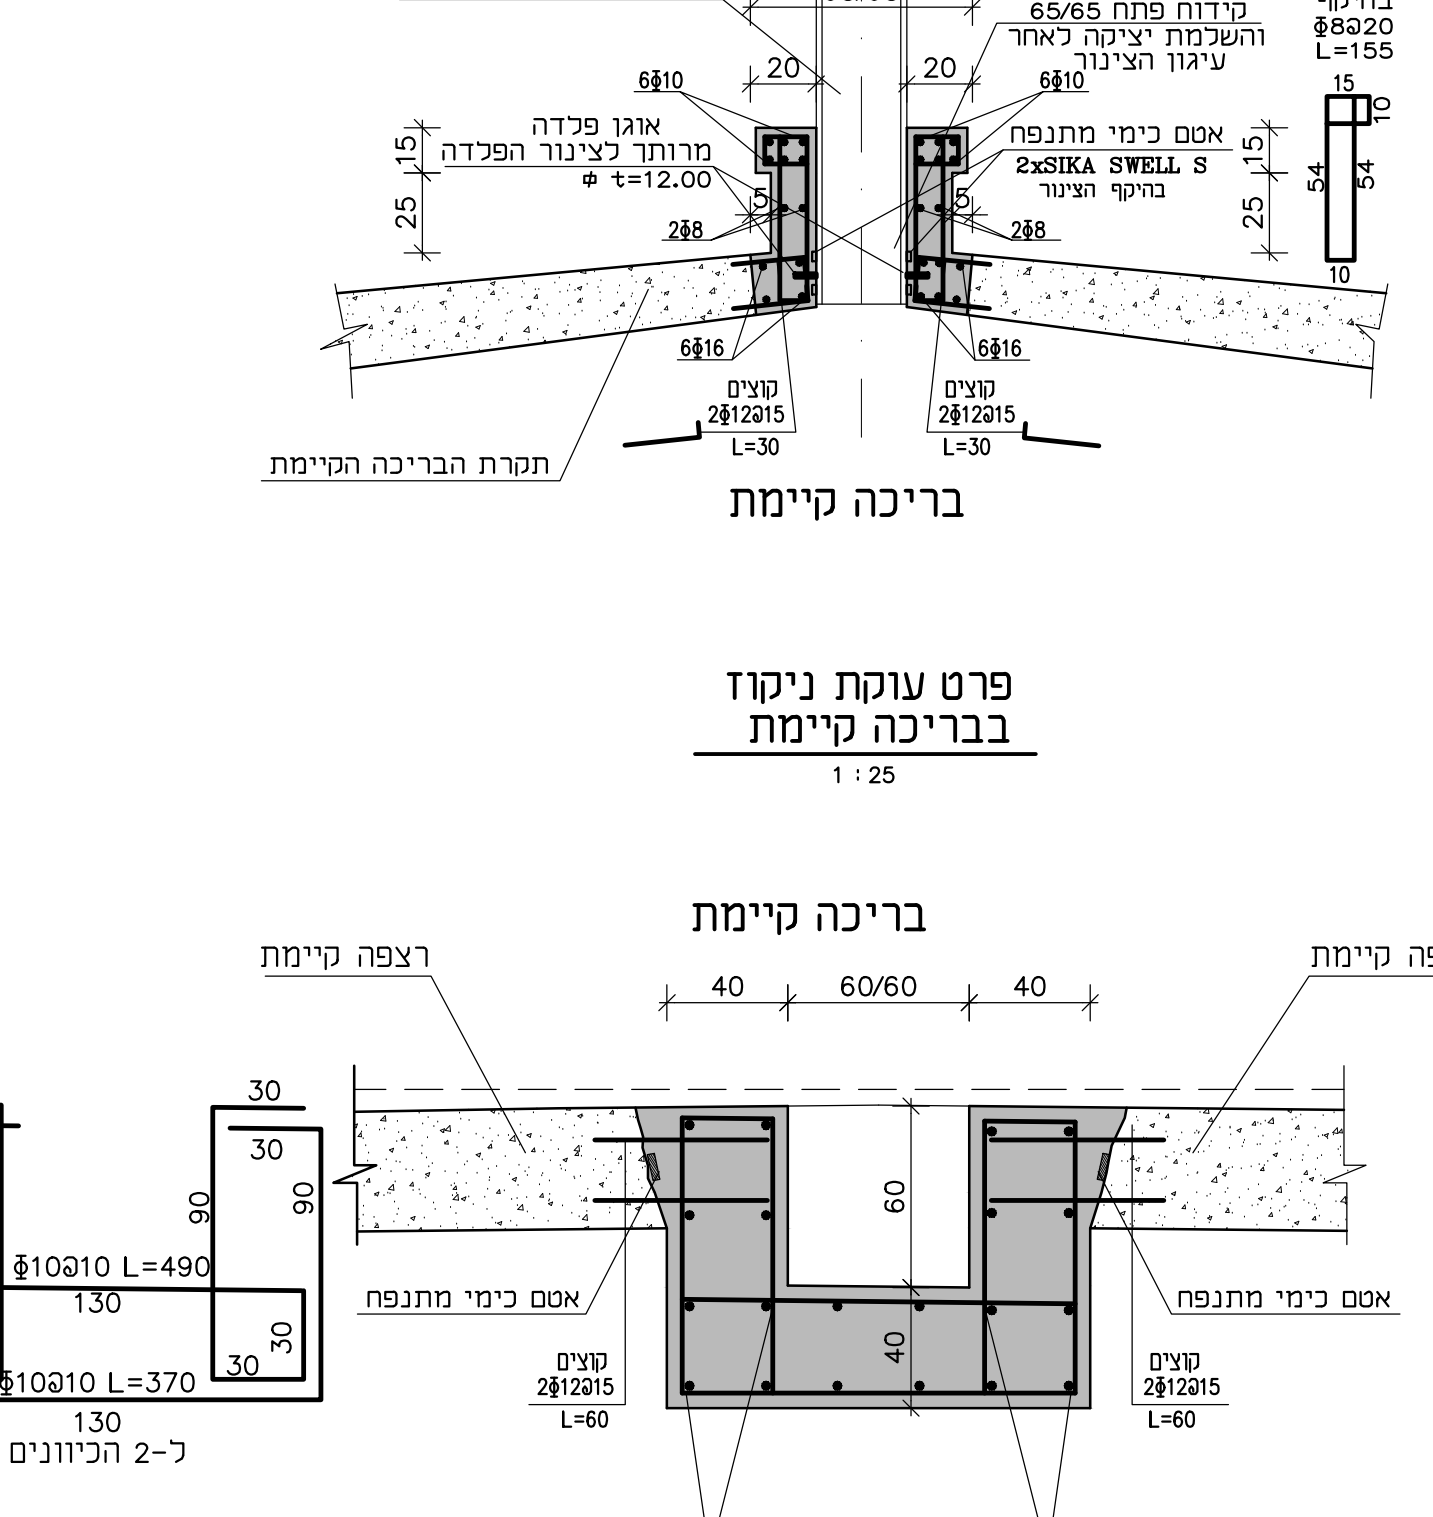 קידוח פתח 65/65
והשלמת יציקה לאחר
עיגון הצינור
Φ8@20
L=155
20
20
6Φ10
6Φ10
15
10
54
54
10
אוגן פלדה
מרותך לצינור הפלדה
t=12.00
אטם כימי מתנפח
2xSIKA SWELL S
בהיקף הצינור
15
25
15
25
5
5
2Φ8
2Φ8
6Φ16
6Φ16
קוצים
2Φ12@15
L=30
קוצים
2Φ12@15
L=30
תקרת הבריכה הקיימת
בריכה קיימת
פרט עוקת ניקוז
בבריכה קיימת
1 : 25
בריכה קיימת
רצפה קיימת
קיימת
40
60/60
40
30
30
90
90
60
Φ10@10 L=490
130
30
30
Φ10@10 L=370
130
ל-2 הכיוונים
אטם כימי מתנפח
אטם כימי מתנפח
40
קוצים
2Φ12@15
L=60
קוצים
2Φ12@15
L=60